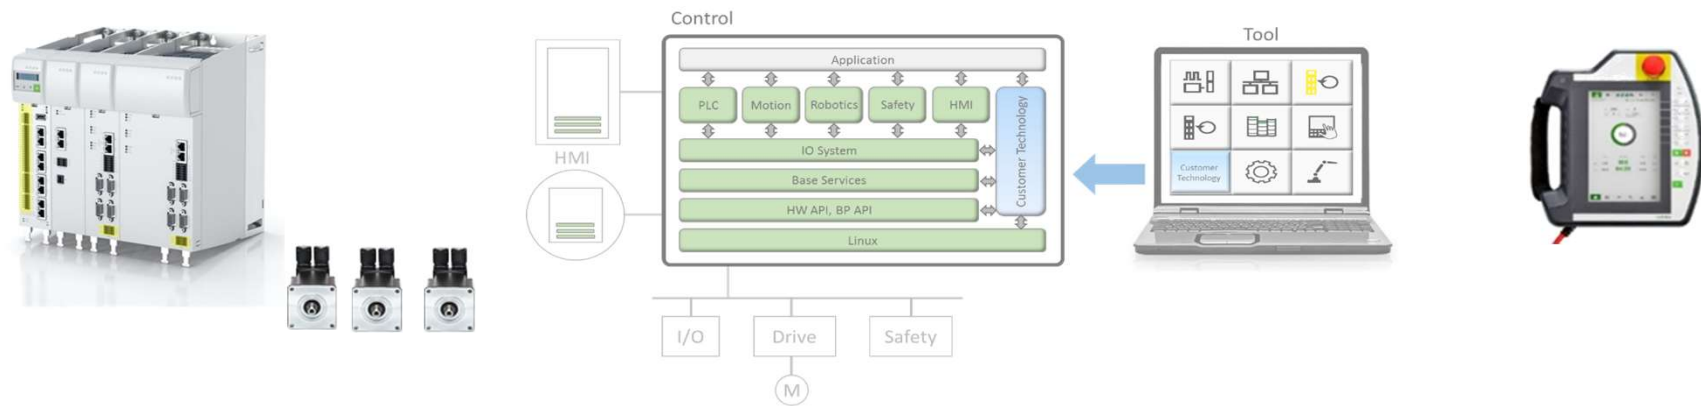 Control
Application
PLC
Motion
Robotics
Safety
HMI
Customer Technology
IO System
Base Services
HW API, BP API
Linux
HMI
I/O
Drive
Safety
M
Tool
Customer
Technology